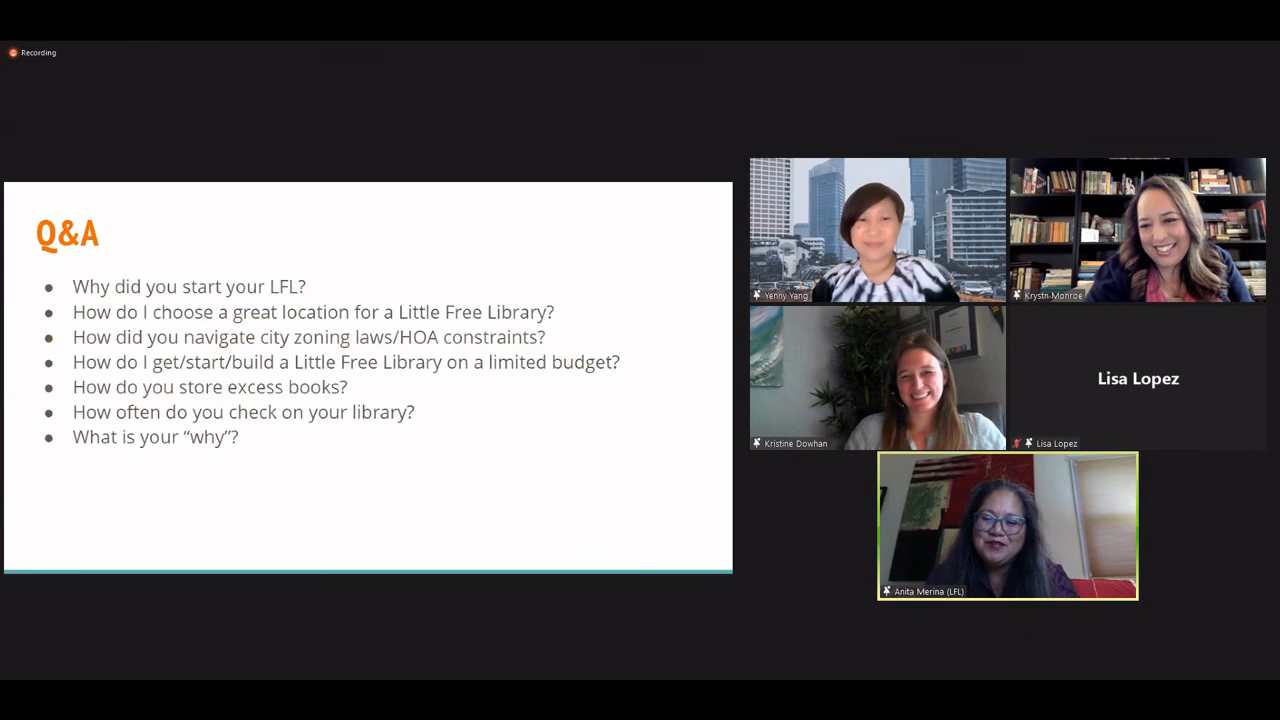 Recording
Q&A
Why did you start your LFL?
How do I choose a great location for a Little Free Library?
How did you navigate city zoning laws/HOA constraints?
How do I get/start/build a Little Free Library on a limited budget?
How do you store excess books?
How often do you check on your library?
What is your “why”?
Yenny Yang
Krystn Monroe
Kristine Dowhan
Lisa Lopez
Lisa Lopez
Anita Merina (LFL)